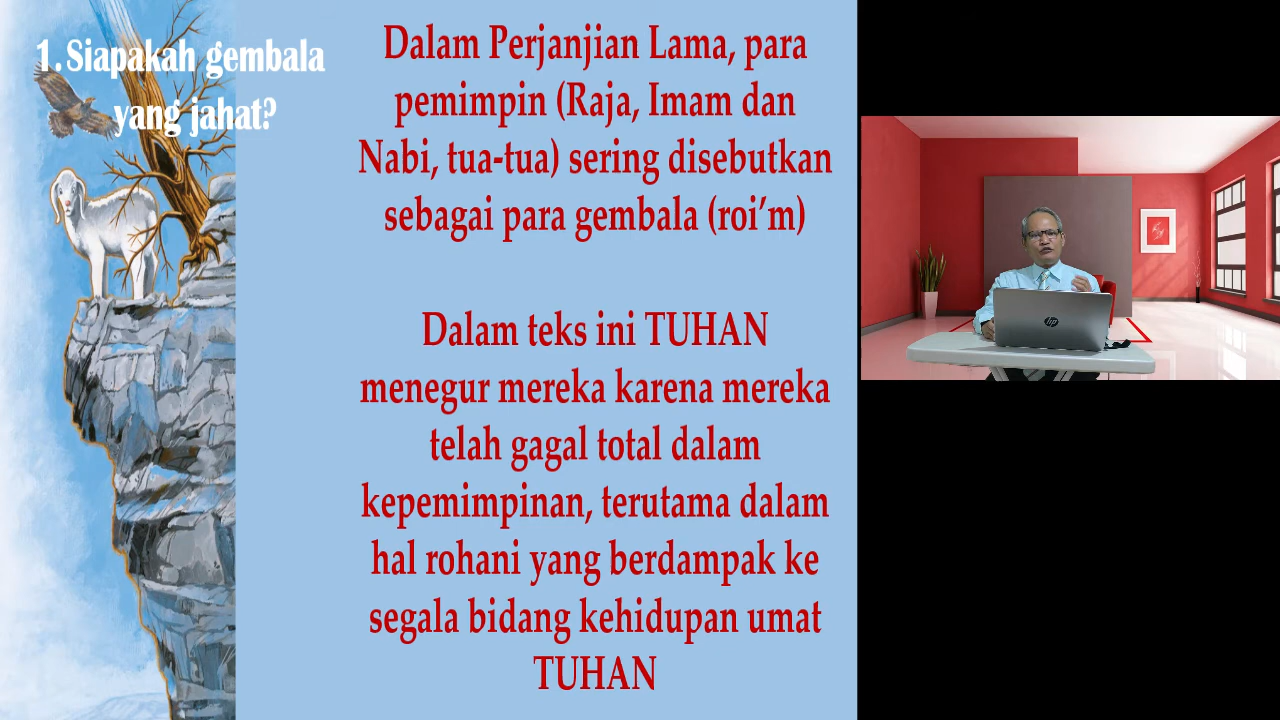 1. Siapakah gembala
yang jahat?
Dalam Perjanjian Lama, para
pemimpin (Raja, Imam dan
Nabi, tua-tua) sering disebutkan
sebagai para gembala (roi’m)
Dalam teks ini TUHAN
menegur mereka karena mereka
telah gagal total dalam
kepemimpinan, terutama dalam
hal rohani yang berdampak ke
segala bidang kehidupan umat
TUHAN
hp